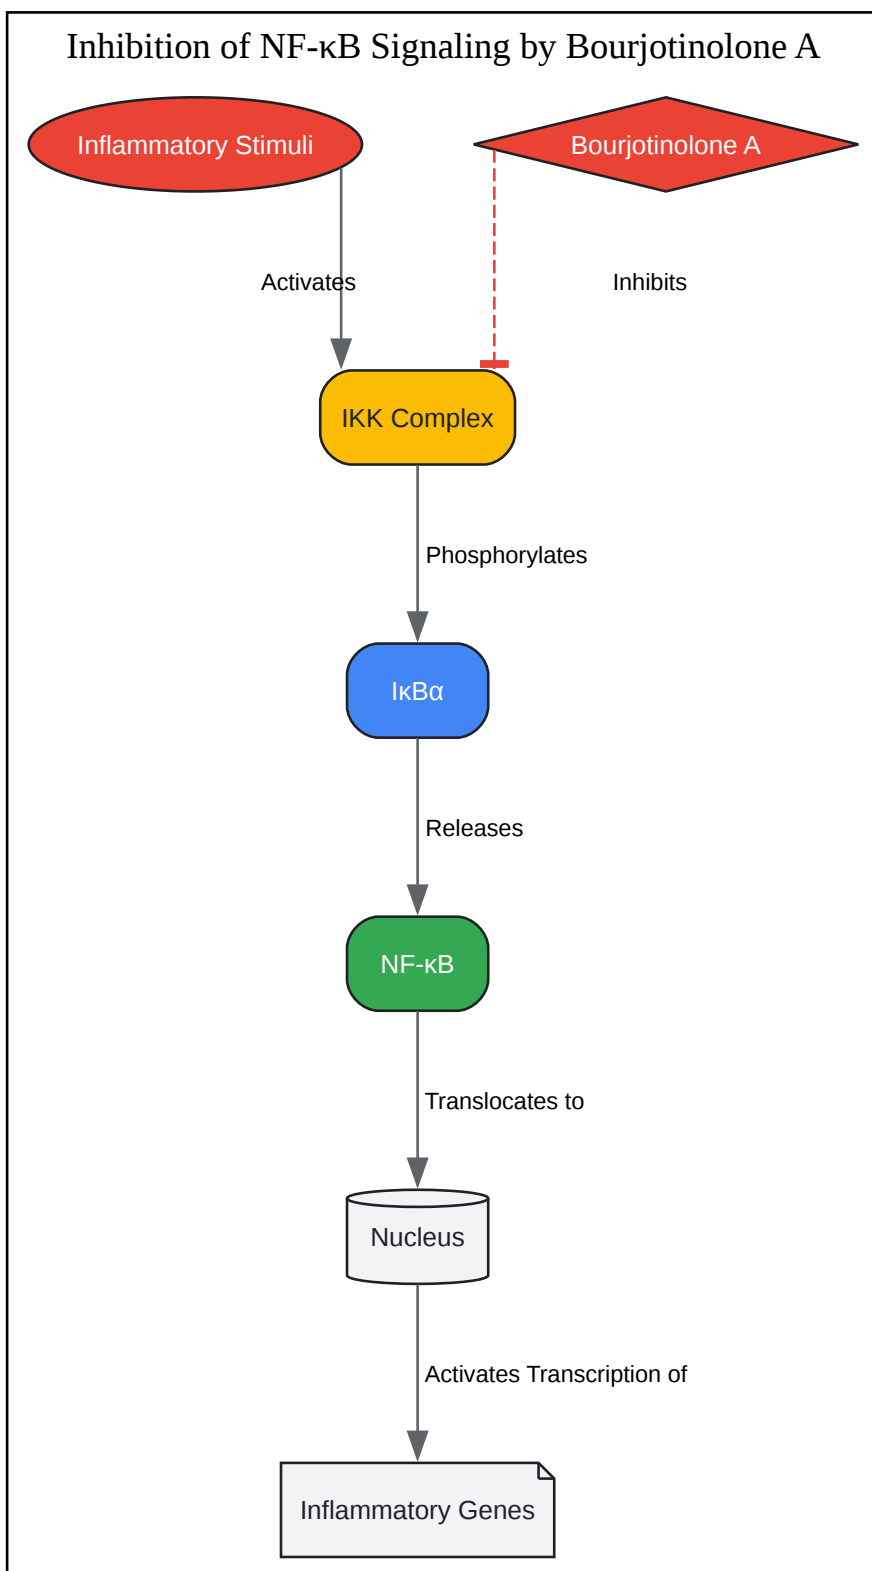 Inhibition of NF-κB Signaling by Bourjotinolone A
Inflammatory Stimuli
Bourjotinolone A
Activates
Inhibits
IKK Complex
Phosphorylates
IκBα
Releases
NF-κB
Translocates to
Nucleus
Activates Transcription of
Inflammatory Genes